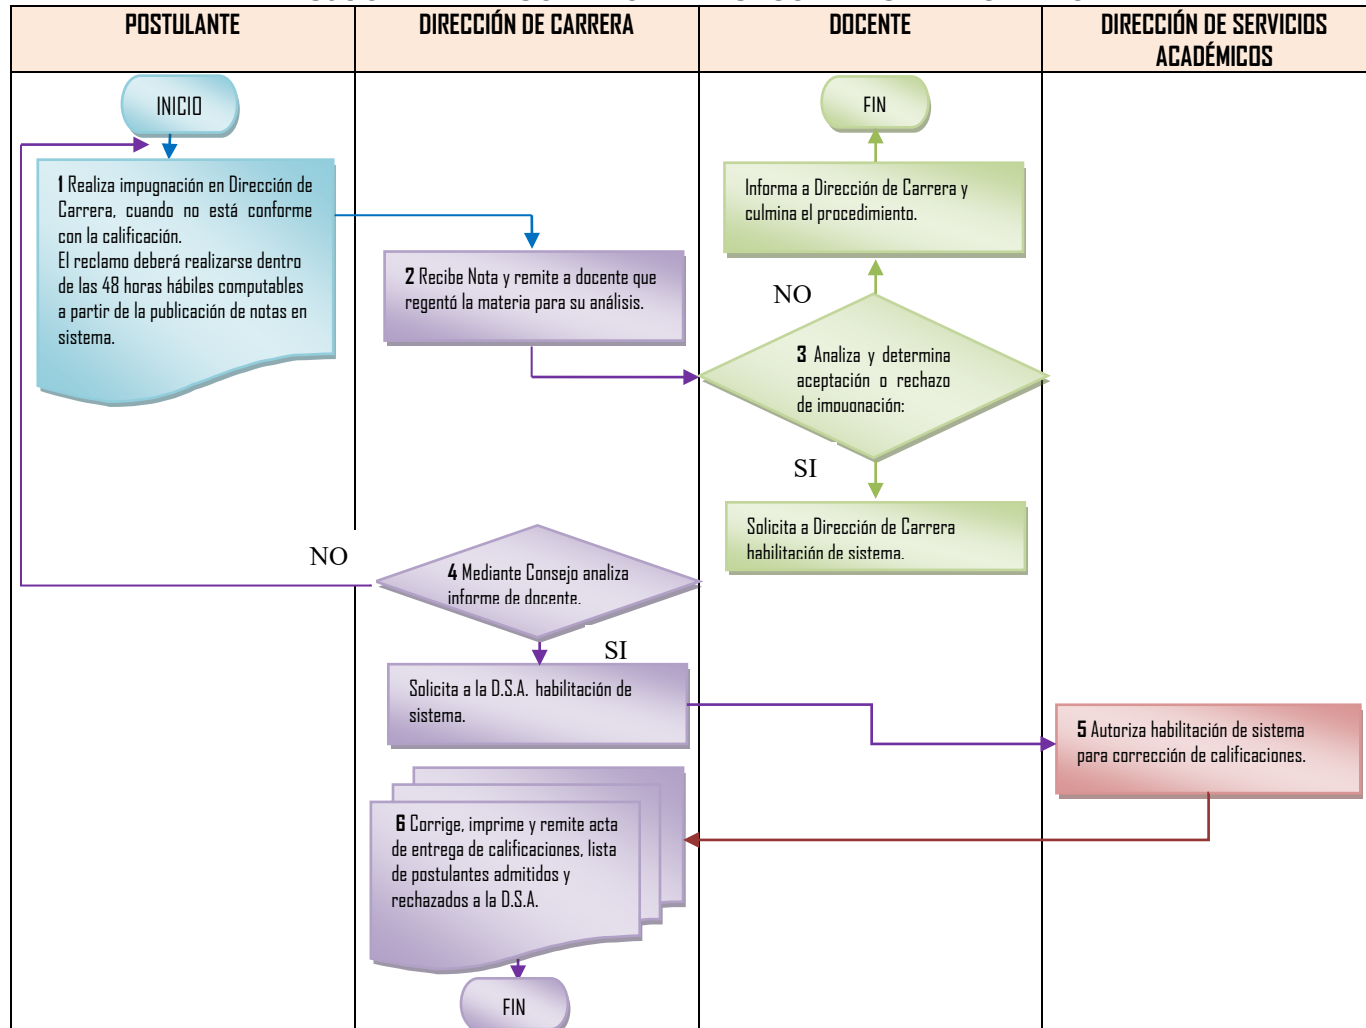 POSTULANTE
DIRECCIÓN DE CARRERA
DOCENTE
DIRECCIÓN DE SERVICIOS
ACADÉMICOS
INICIO
FIN
1 Realiza impugnación en Dirección de
Carrera, cuando no está conforme
con la calificación.
El reclamo deberá realizarse dentro
de las 48 horas hábiles computables
a partir de la publicación de notas en
sistema.
Informa a Dirección de Carrera y
culmina el procedimiento.
2 Recibe Nota y remite a docente que
regentó la materia para su análisis.
NO
3 Analiza y determina
aceptación o rechazo
de impugnación:
SI
Solicita a Dirección de Carrera
habilitación de sistema.
NO
4 Mediante Consejo analiza
informe de docente.
SI
Solicita a la D.S.A. habilitación de
sistema.
5 Autoriza habilitación de sistema
para corrección de calificaciones.
6 Corrige, imprime y remite acta
de entrega de calificaciones, lista
de postulantes admitidos y
rechazados a la D.S.A.
FIN